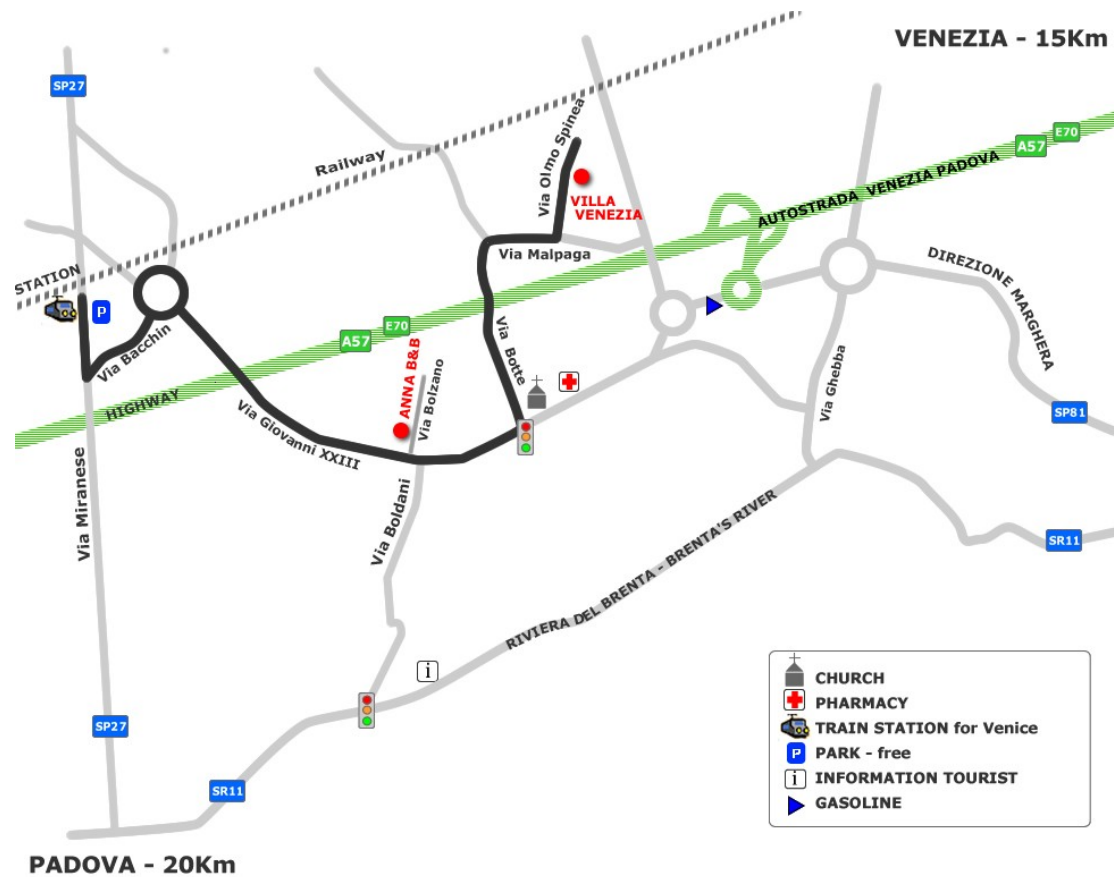 VENEZIA - 15Km
SP27
Railway
Via Olmo Spinea
VILLA
VENEZIA
AUTOSTRADA VENEZIA PADOVA
A57
E70
STATION
P
Via Malpaga
DIREZIONE MARGHERA
Via Bacchin
A57
E70
HIGHWAY
Via Giovanni XXIII
ANNA B&B
Via Bolzano
Via Botte
Via Ghebba
SP81
Via Miranese
Via Boldani
SR11
RIVIERA DEL BRENTA - BRENTA'S RIVER
i
SP27
SR11
CHURCH
PHARMACY
TRAIN STATION for Venice
P PARK - free
i INFORMATION TOURIST
GASOLINE
PADOVA - 20Km